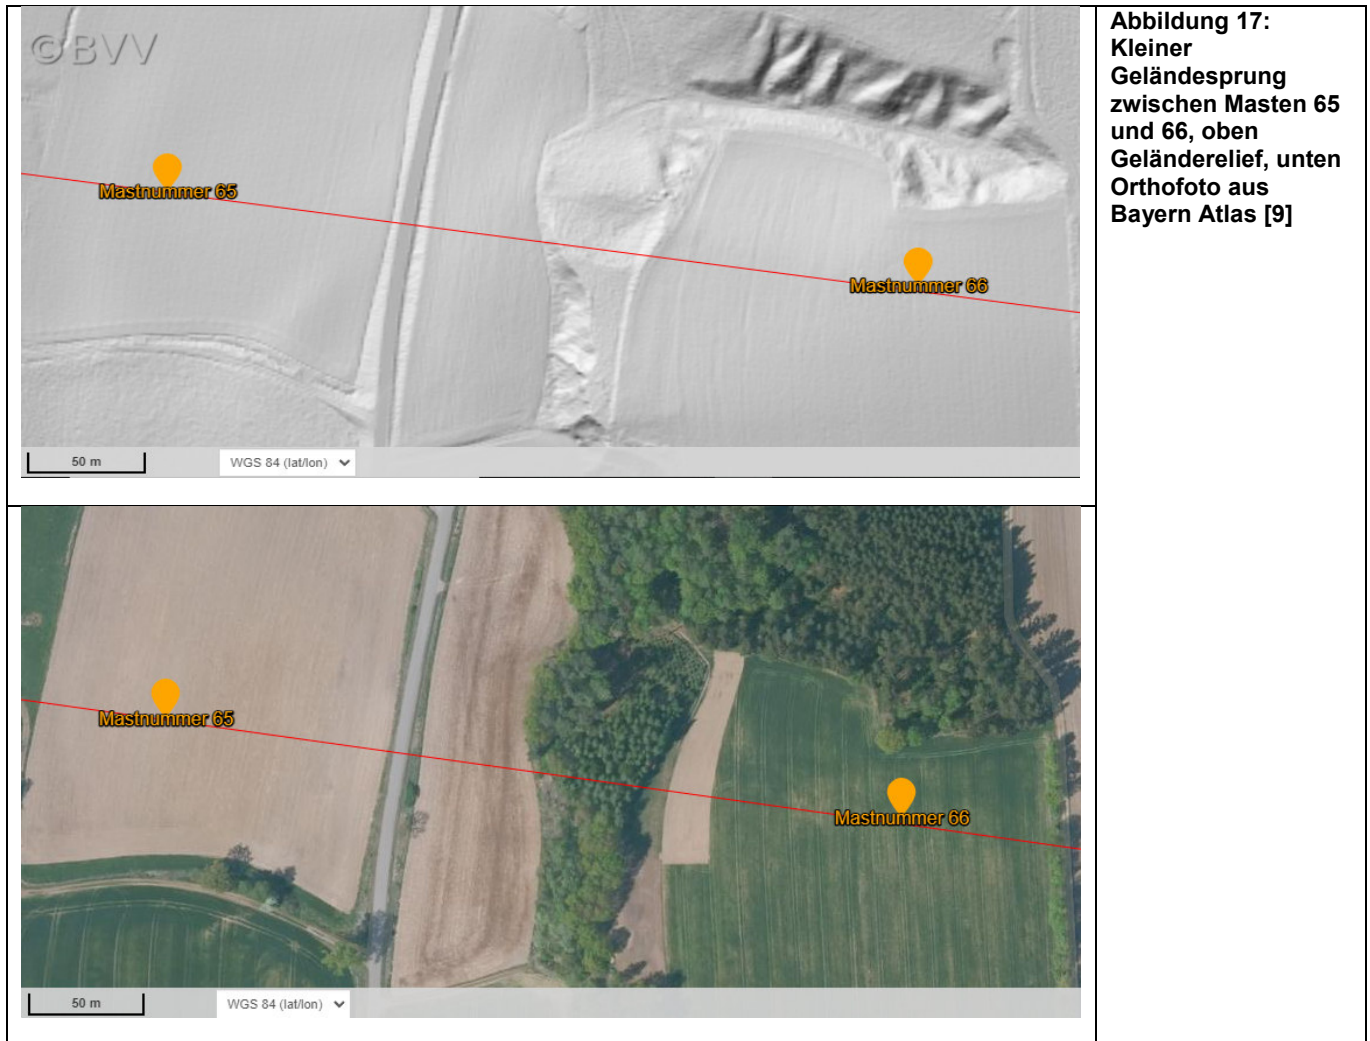 ©BVV
Mastnummer 65
Mastnummer 66
50 m
WGS 84 (lat/lon)
Abbildung 17:
Kleiner
Geländesprung
zwischen Masten 65
und 66, oben
Geländerelief, unten
Orthofoto aus
Bayern Atlas [9]
Mastnummer 65
Mastnummer 66
50 m
WGS 84 (lat/lon)